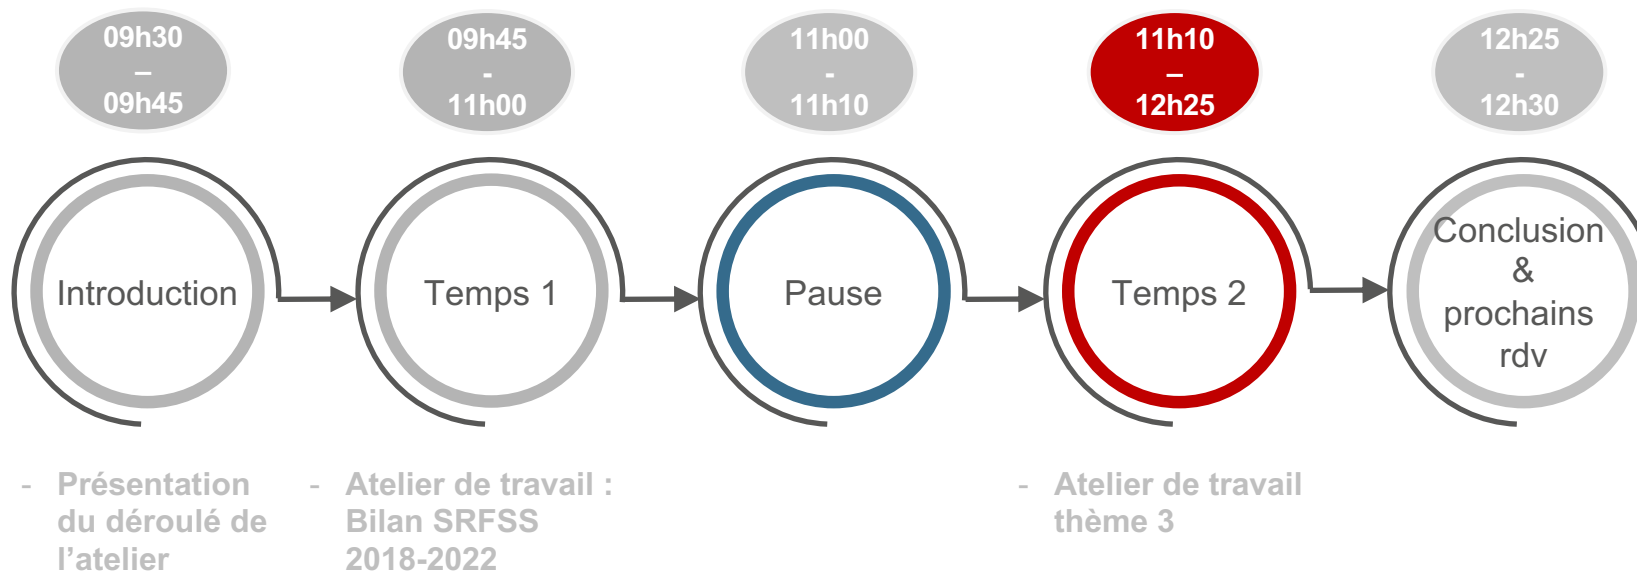 09h30
–
09h45
09h45
-
11h00
11h00
-
11h10
11h10
–
12h25
12h25
-
12h30
Introduction
Temps 1
Pause
Temps 2
Conclusion
&
prochains
rdv
- Présentation
du déroulé de
l’atelier
- Atelier de travail :
Bilan SRFSS
2018-2022
- Atelier de travail
thème 3